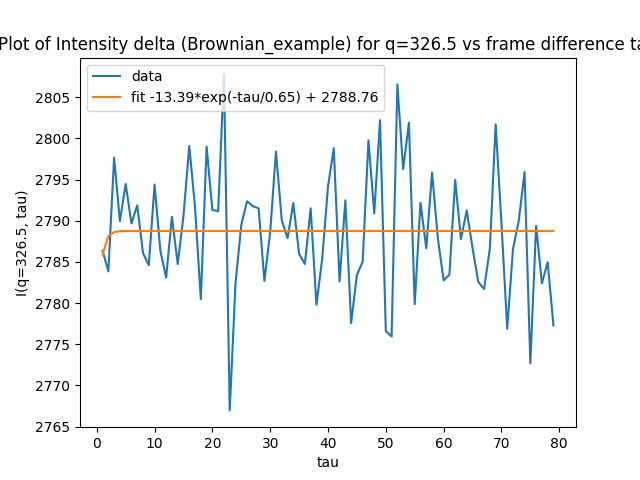 Plot of Intensity delta (Brownian_example) for q=326.5 vs frame difference ta
data
fit -13.39*exp(-tau/0.65) + 2788.76
I(q=326.5, tau)
2805
2800
2795
2790
2785
2780
2775
2770
2765
0 10 20 30 40 50 60 70 80
tau